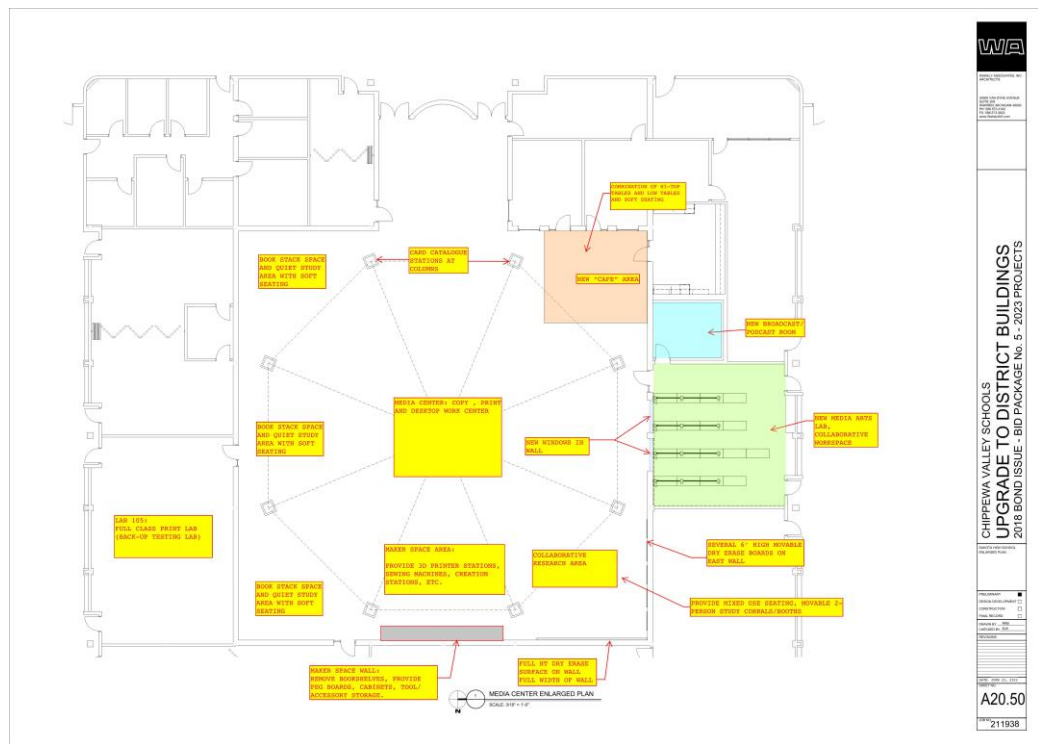 COMBINATION OF HI-TOP
TABLES AND LOW TABLES
AND SOFT SEATING
BOOK STACK SPACE
AND QUIET STUDY
AREA WITH SOFT
SEATING
CARD CATALOGUE
STATIONS AT
COLUMNS
NEW "CAFE" AREA
NEW BROADCAST/
PODCAST ROOM
MEDIA CENTER: COPY , PRINT
AND DESKTOP WORK CENTER
BOOK STACK SPACE
AND QUIET STUDY
AREA WITH SOFT
SEATING
NEW WINDOWS IN
WALL
NEW MEDIA ARTS
LAB,
COLLABORATIVE
WORKSPACE
LAB 105:
FULL CLASS PRINT LAB
(BACK-UP TESTING LAB)
MAKER SPACE AREA:
PROVIDE 3D PRINTER STATIONS,
SEWING MACHINES, CREATION
STATIONS, ETC.
COLLABORATIVE
RESEARCH AREA
SEVERAL 6' HIGH MOVABLE
DRY ERASE BOARDS ON
EAST WALL
BOOK STACK SPACE
AND QUIET STUDY
AREA WITH SOFT
SEATING
PROVIDE MIXED USE SEATING, MOVABLE 2-
PERSON STUDY CORRALS/BOOTHS
MAKER SPACE WALL:
REMOVE BOOKSHELVES, PROVIDE
PEG BOARDS, CABINETS, TOOL/
ACCESSORY STORAGE.
FULL HT DRY ERASE
SURFACE ON WALL
FULL WIDTH OF WALL
N
1
MEDIA CENTER ENLARGED PLAN
WA
CHIPPEWA VALLEY SCHOOLS
UPGRADE TO DISTRICT BUILDINGS
2018 BOND ISSUE - BID PACKAGE No. 5 - 2023 PROJECTS
DAKOTA HIGH SCHOOL
ENLARGED PLAN
PRELIMINARY
DESIGN DEVELOPMENT
CONSTRUCTION
FINAL RECORD
REVISIONS
A20.50
211938